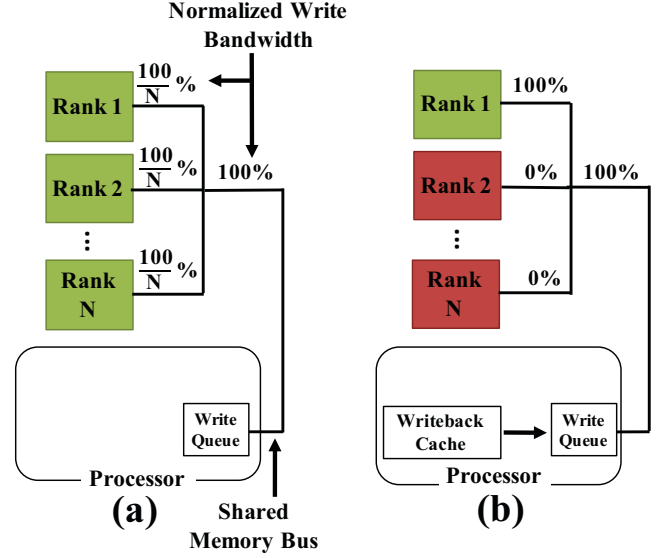 Normalized Write
Bandwidth
Rank 1
100
N
%
Rank 2
100
N
%
100%
⋮
Rank
N
100
N
%
Write
Queue
Processor
(a)
Shared
Memory Bus
Rank 1
100%
Rank 2
0%
100%
⋮
Rank
N
0%
Writeback
Cache
Write
Queue
Processor
(b)